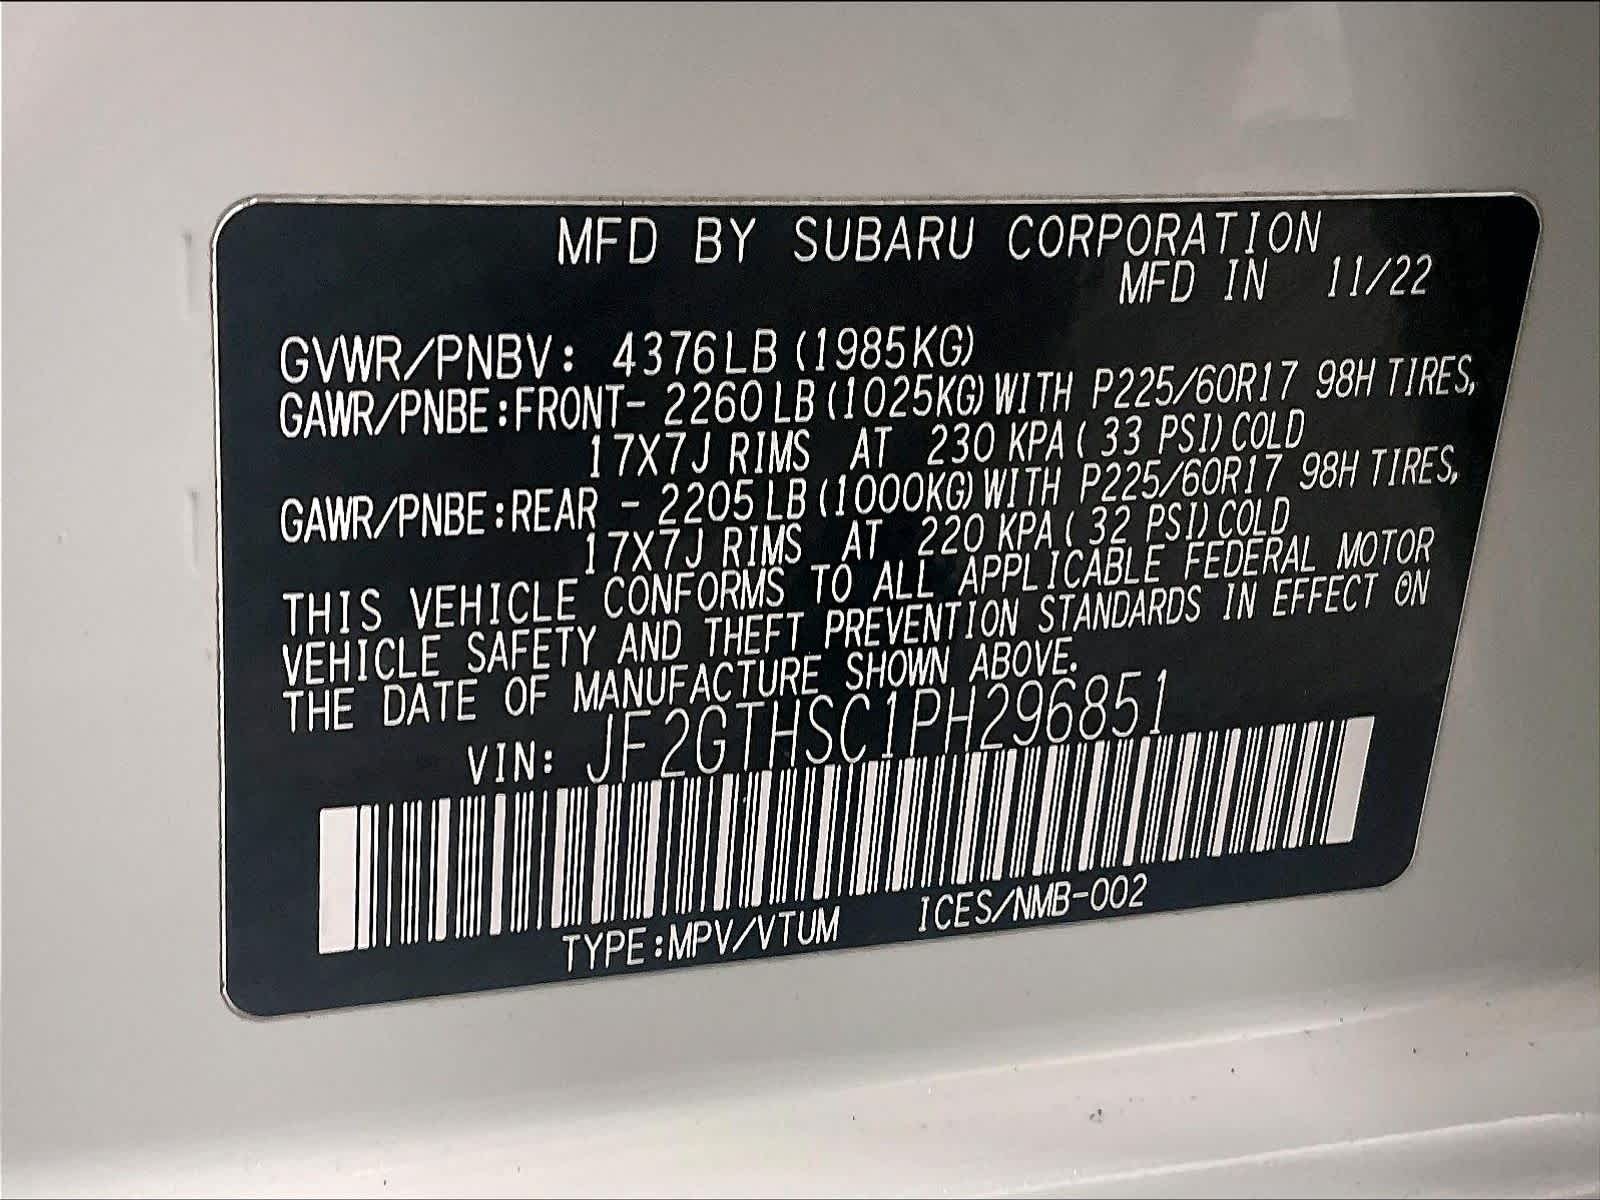 MFD BY SUBARU CORPORATION
MFD IN 11/22
GVWR/PNBV: 4376LB (1985KG)
GAWR/PNBE:FRONT- 2260LB (1025KG) WITH P225/60R17 98H TIRES,
17X7J RIMS AT 230 KPA ( 33 PSI) COLD
GAWR/PNBE:REAR - 2205LB (1000KG) WITH P225/60R17 98H TIRES,
17X7J RIMS AT 220 KPA ( 32 PSI) COLD
THIS VEHICLE CONFORMS TO ALL APPLICABLE FEDERAL MOTOR
VEHICLE SAFETY AND THEFT PREVENTION STANDARDS IN EFFECT ON
THE DATE OF MANUFACTURE SHOWN ABOVE.
VIN: JF2GTHSC1PH296851
TYPE:MPV/VTUM ICES/NMB-002